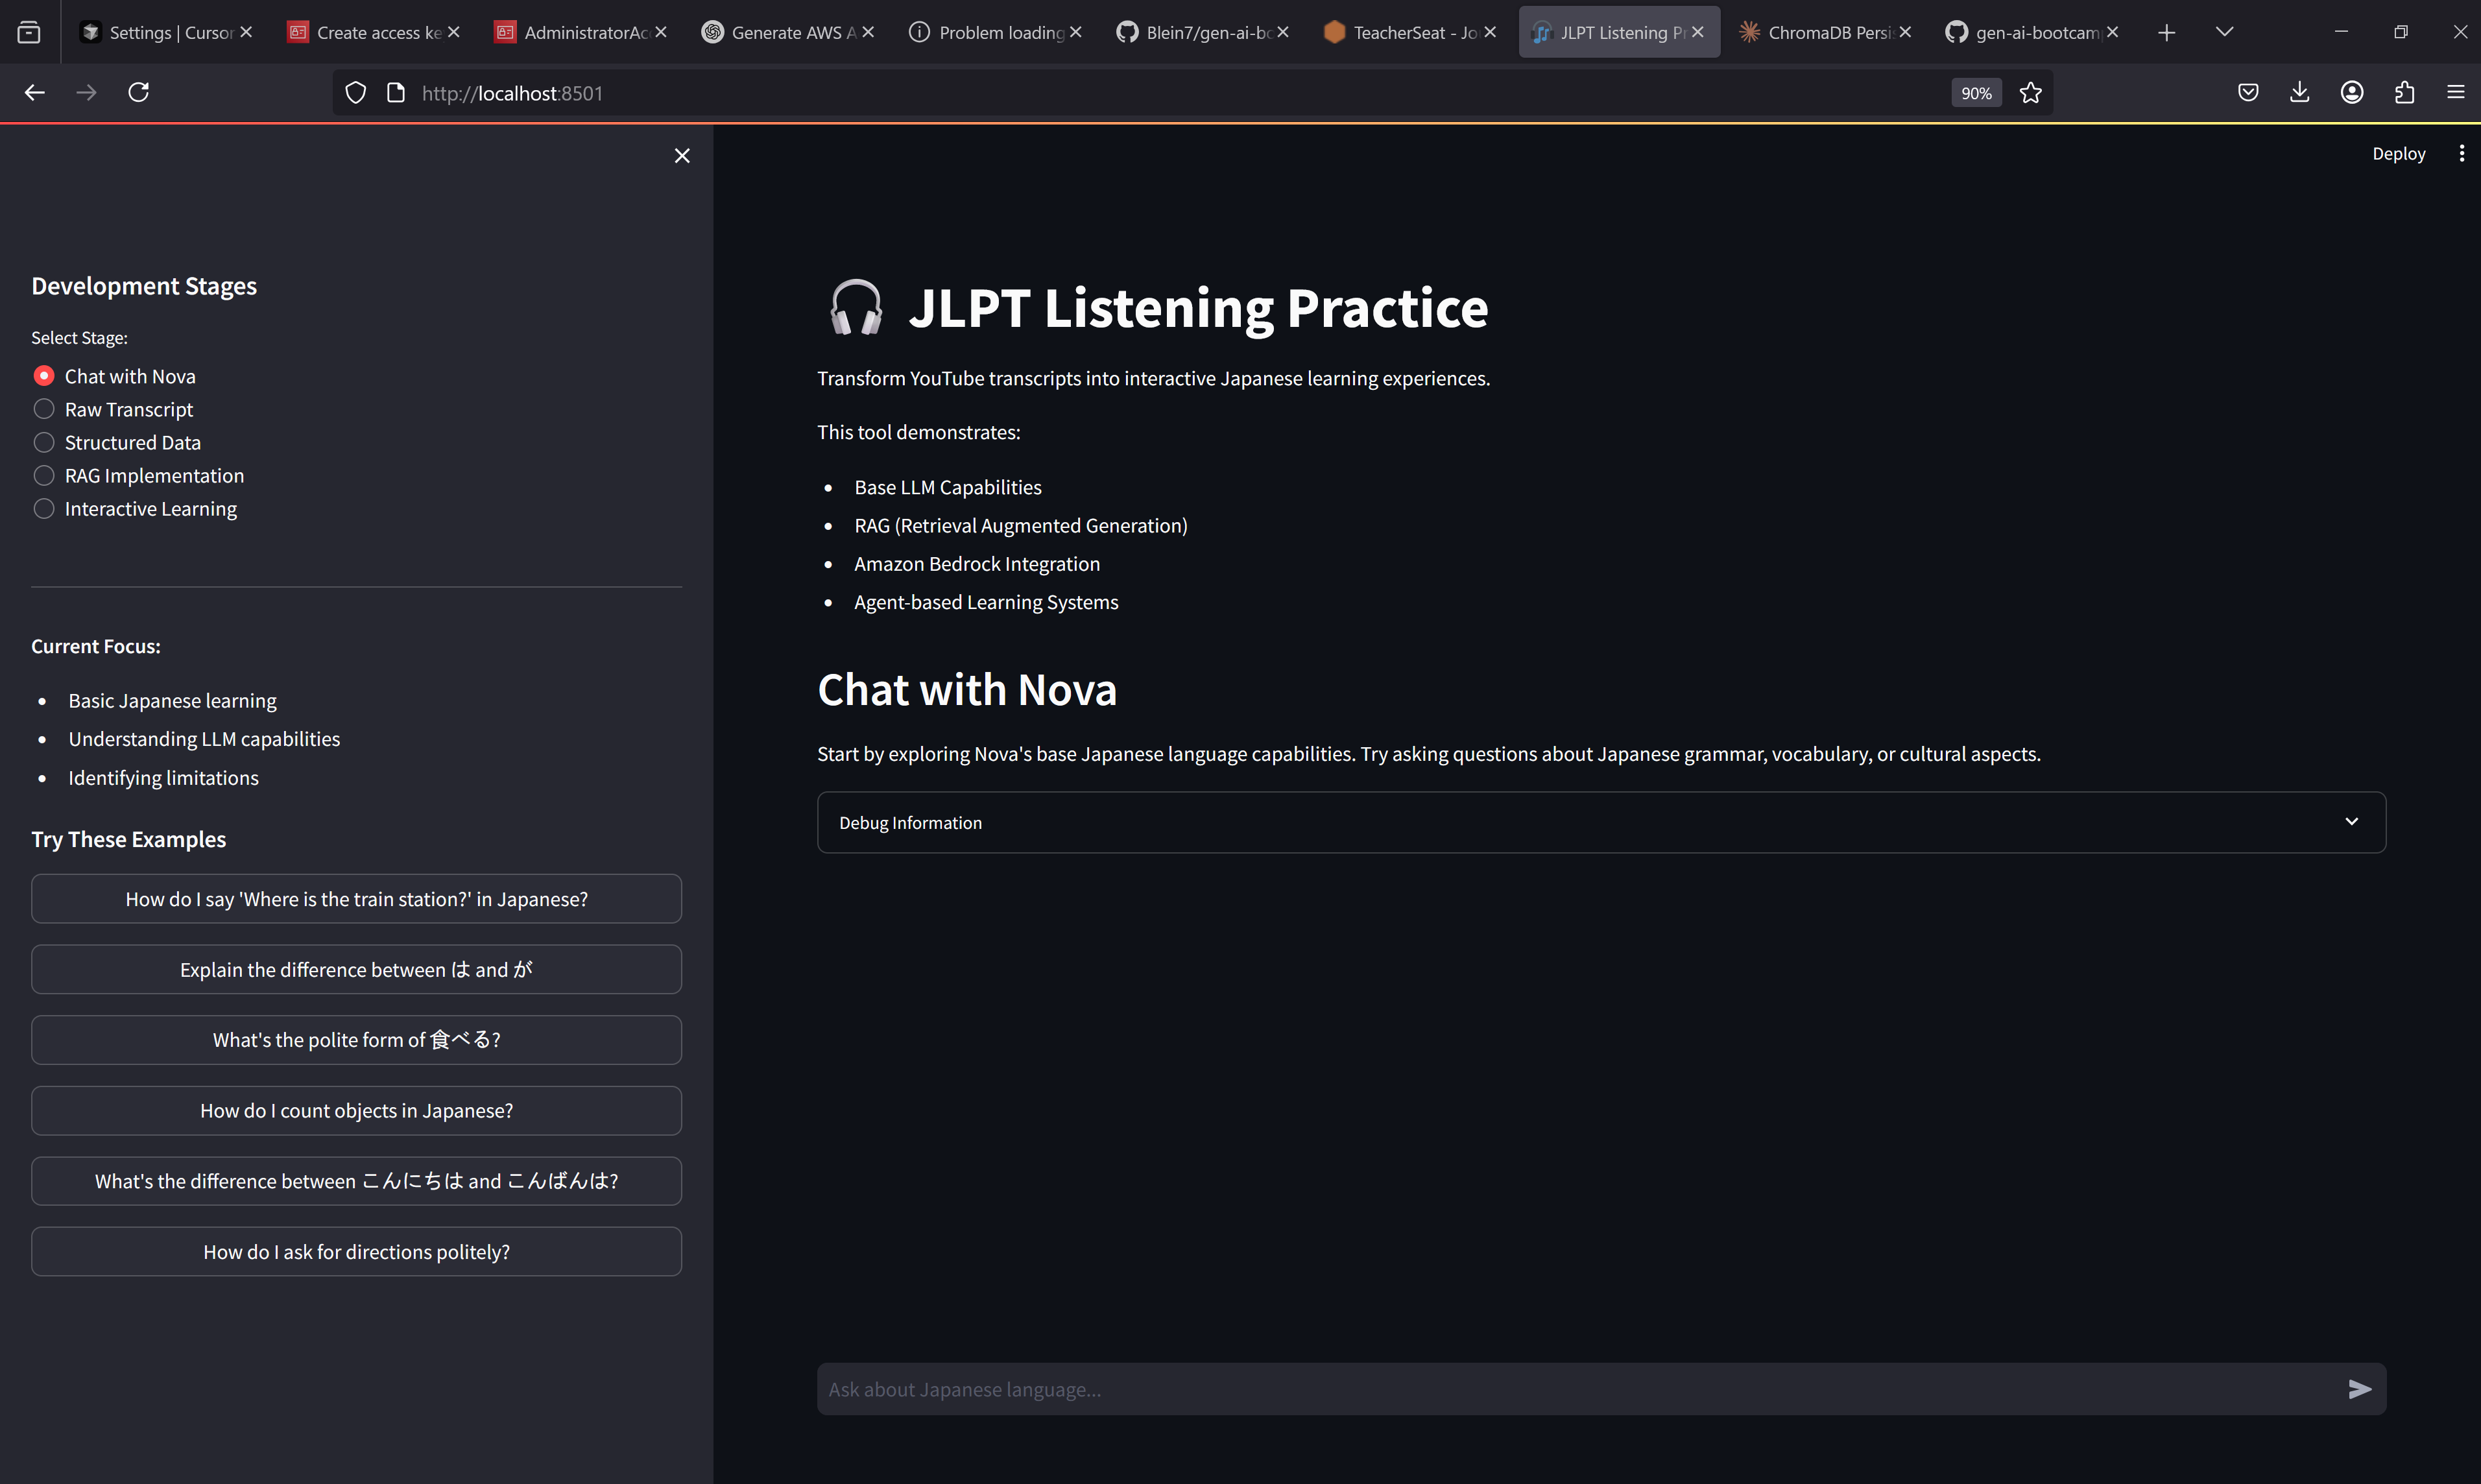 Settings | Cursor
Create access ke
AdministratorAc
Generate AWS A
Problem loading
Blein7/gen-ai-bo
TeacherSeat - Jo
JLPT Listening Pr
ChromaDB Persis
gen-ai-bootcam
http://localhost:8501
90%
Deploy
Development Stages
Select Stage:
Chat with Nova
Raw Transcript
Structured Data
RAG Implementation
Interactive Learning
Current Focus:
Basic Japanese learning
Understanding LLM capabilities
Identifying limitations
Try These Examples
How do I say 'Where is the train station?' in Japanese?
Explain the difference between は and が
What's the polite form of 食べる?
How do I count objects in Japanese?
What's the difference between こんにちは and こんばんは?
How do I ask for directions politely?
JLPT Listening Practice
Transform YouTube transcripts into interactive Japanese learning experiences.
This tool demonstrates:
Base LLM Capabilities
RAG (Retrieval Augmented Generation)
Amazon Bedrock Integration
Agent-based Learning Systems
Chat with Nova
Start by exploring Nova's base Japanese language capabilities. Try asking questions about Japanese grammar, vocabulary, or cultural aspects.
Debug Information
Ask about Japanese language...